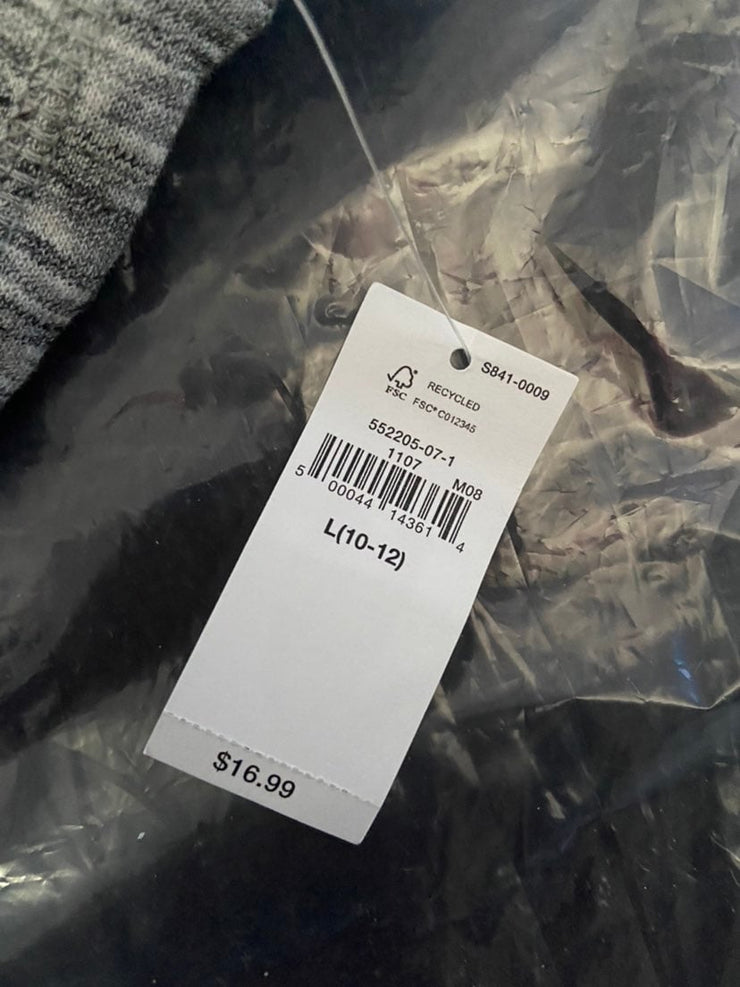 S841-0009
FSC RECYCLED
FSC® C012345
552205-07-1
1107 M08
5 00044 14361 4
L(10-12)
$16.99